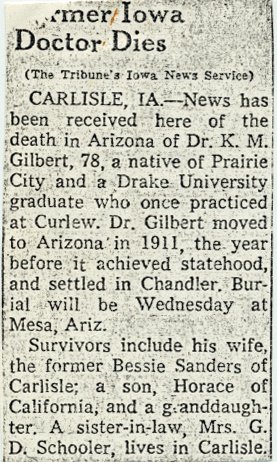 rmer Iowa
Doctor Dies
(The Tribune's Iowa News Service)
CARLISLE, IA.—News has
been received here of the
death in Arizona of Dr. K. M.
Gilbert, 78, a native of Prairie
City and a Drake University
graduate who once practiced
at Curlew. Dr. Gilbert moved
to Arizona in 1911, the year
before it achieved statehood,
and settled in Chandler. Bur-
ial will be Wednesday at
Mesa, Ariz.
Survivors include his wife,
the former Bessie Sanders of
Carlisle; a son, Horace of
California, and a granddaugh-
ter. A sister-in-law, Mrs. G.
D. Schooler, lives in Carlisle.